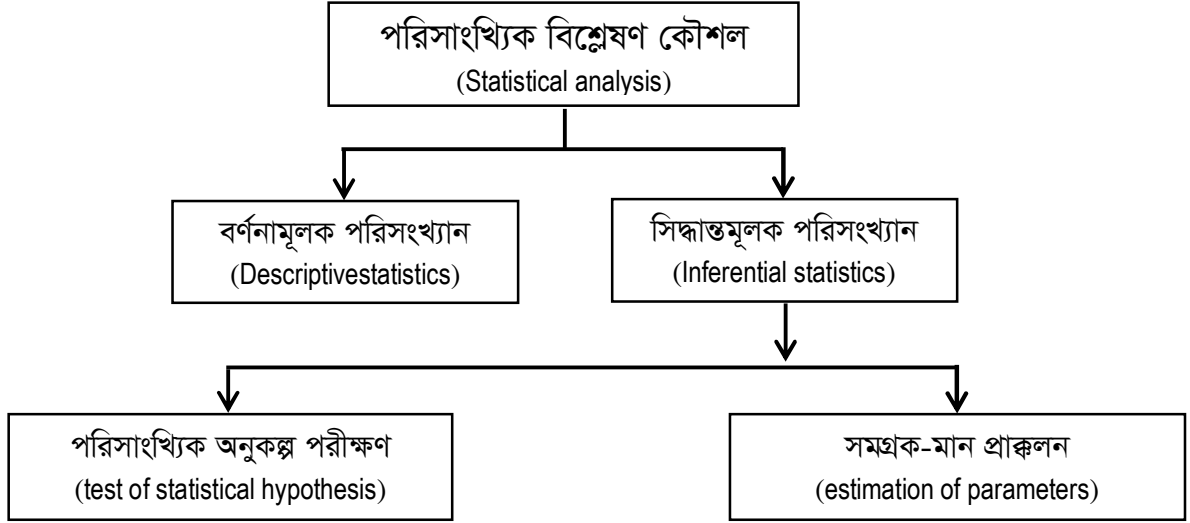 পরিসাংখ্যিক বিশ্লেষণ কৌশল
(Statistical analysis)
বর্ণনামূলক পরিসংখ্যান
(Descriptivestatistics)
সিদ্ধান্তমূলক পরিসংখ্যান
(Inferential statistics)
পরিসাংখ্যিক অনুকল্প পরীক্ষণ
(test of statistical hypothesis)
সমগ্রক-মান প্রাক্কলন
(estimation of parameters)